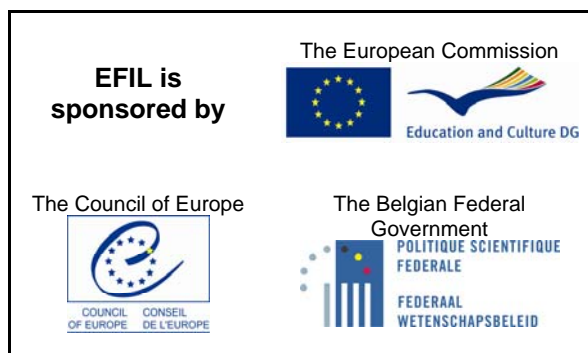 EFIL is
sponsored by
The European Commission
Education and Culture DG
The Council of Europe
COUNCIL CONSEIL
OF EUROPE DE L'EUROPE
The Belgian Federal
Government
POLITIQUE SCIENTIFIQUE
FEDERALE
FEDERAAL
WETENSCHAPSBELEID